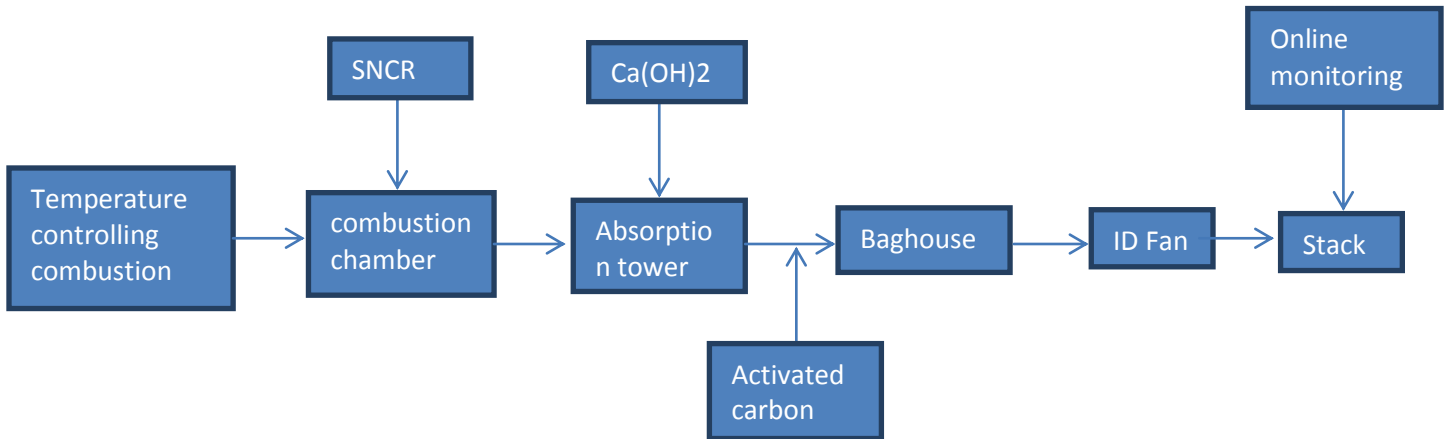 SNCR
Ca(OH)2
Online
monitoring
Temperature
controlling
combustion
combustion
chamber
Absorptio
n tower
Baghouse
ID Fan
Stack
Activated
carbon